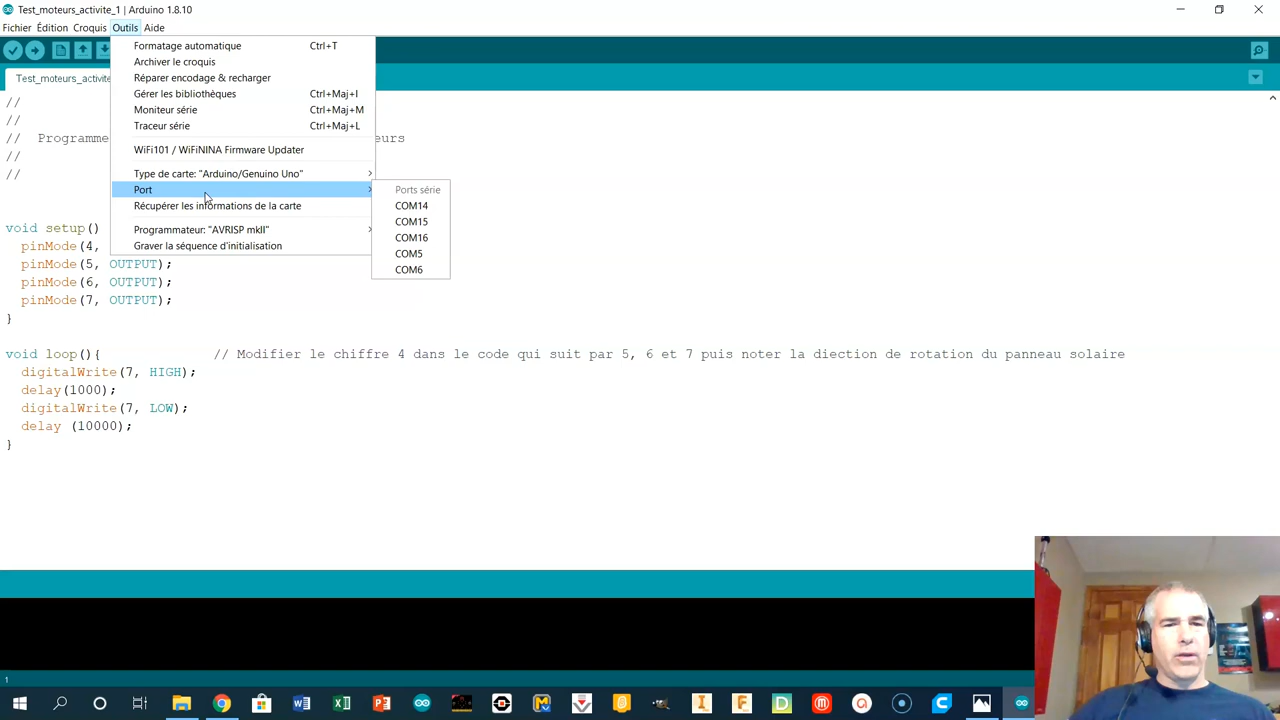 Test_moteurs_activite_1 | Arduino 1.8.10
Fichier Édition Croquis Outils Aide
Formatage automatique Ctrl+T
Archiver le croquis
Réparer encodage & recharger
Gérer les bibliothèques Ctrl+Maj+I
Moniteur série Ctrl+Maj+M
Traceur série Ctrl+Maj+L
WiFi101 / WiFiNINA Firmware Updater
Type de carte: "Arduino/Genuino Uno"
Port
Récupérer les informations de la carte
Programmateur: "AVRISP mkII"
Graver la séquence d'initialisation
Ports série
COM14
COM15
COM16
COM5
COM6
Test_moteurs_activite
//
//
// Programme eurs
//
//
void setup()
pinMode(4,
pinMode(5, OUTPUT);
pinMode(6, OUTPUT);
pinMode(7, OUTPUT);
}
void loop(){ // Modifier le chiffre 4 dans le code qui suit par 5, 6 et 7 puis noter la diection de rotation du panneau solaire
digitalWrite(7, HIGH);
delay(1000);
digitalWrite(7, LOW);
delay (10000);
}
1